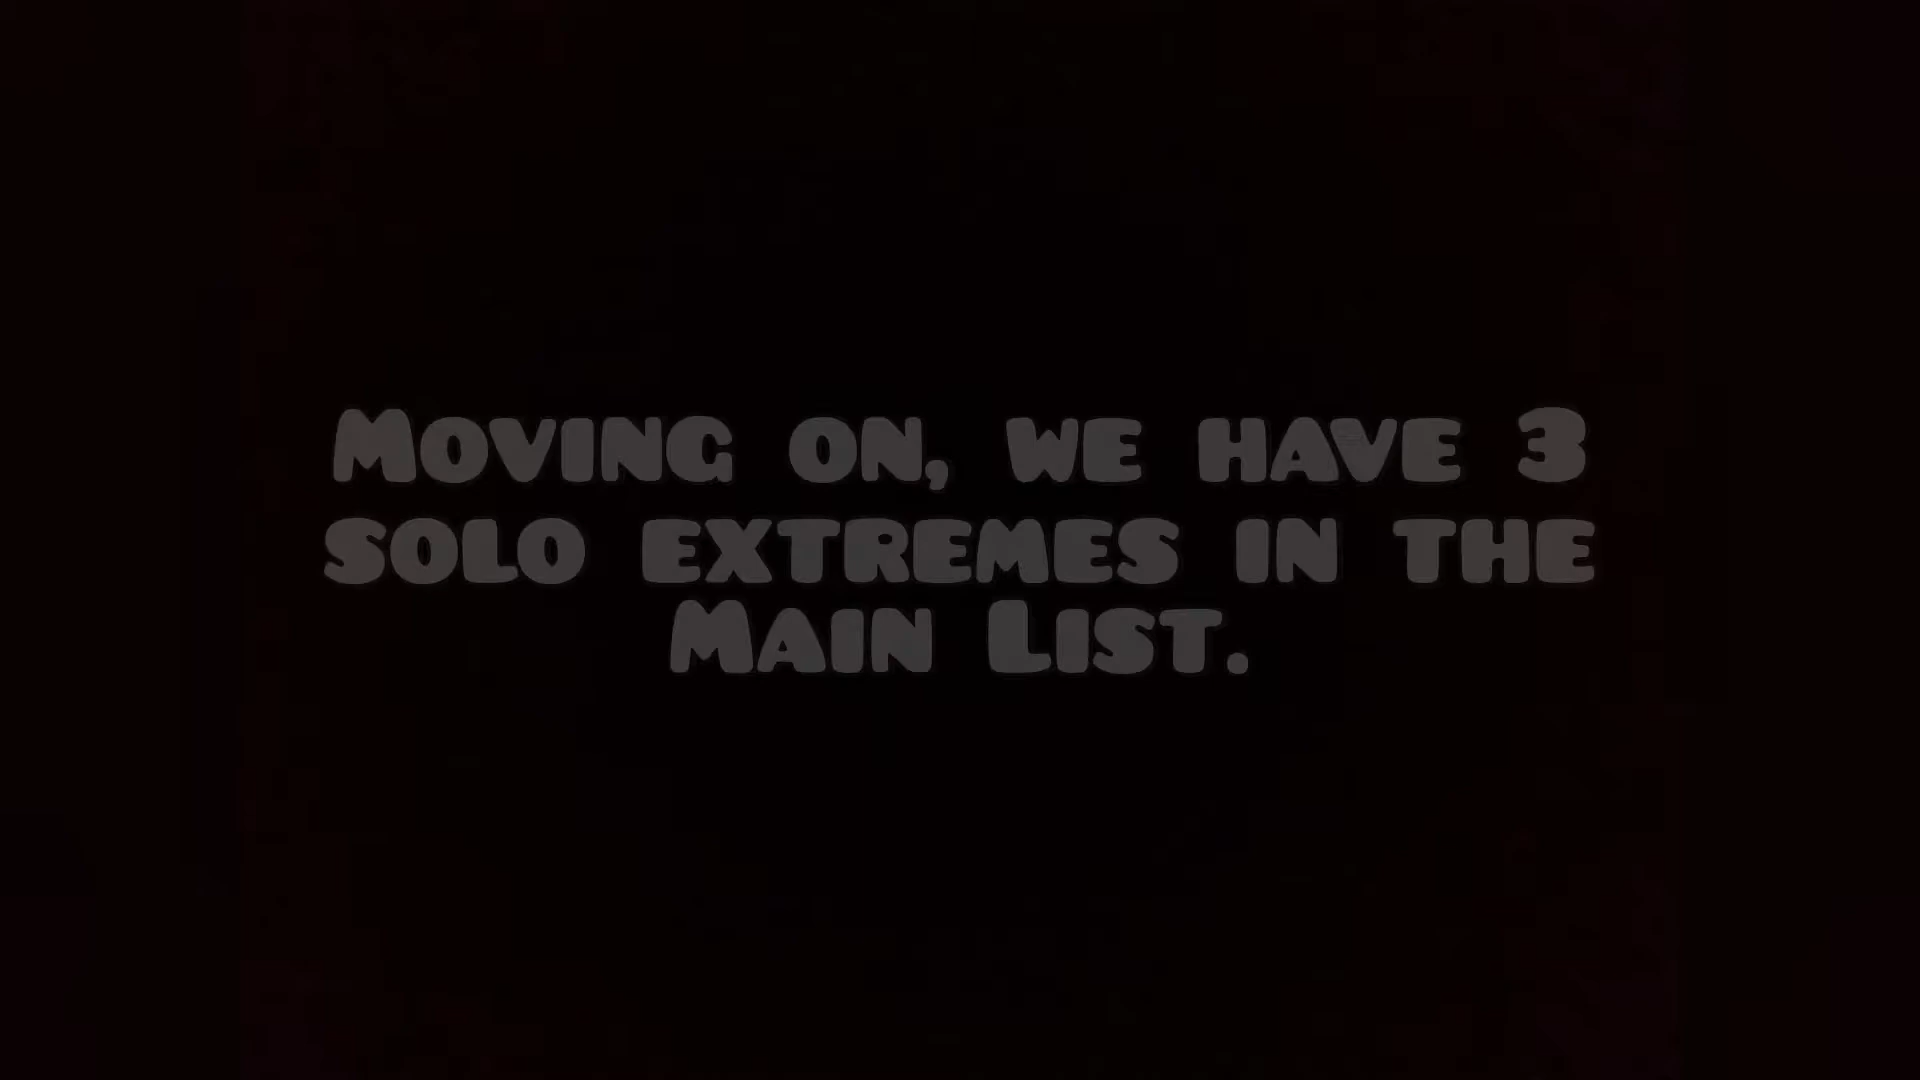 Moving on, we have 3
solo extremes in the
Main List.